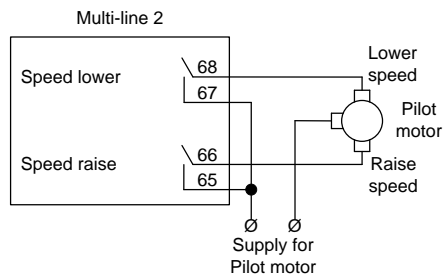 Multi-line 2
Speed lower
68
67
Speed raise
66
65
Lower
speed
Pilot
motor
Raise
speed
Supply for
Pilot motor